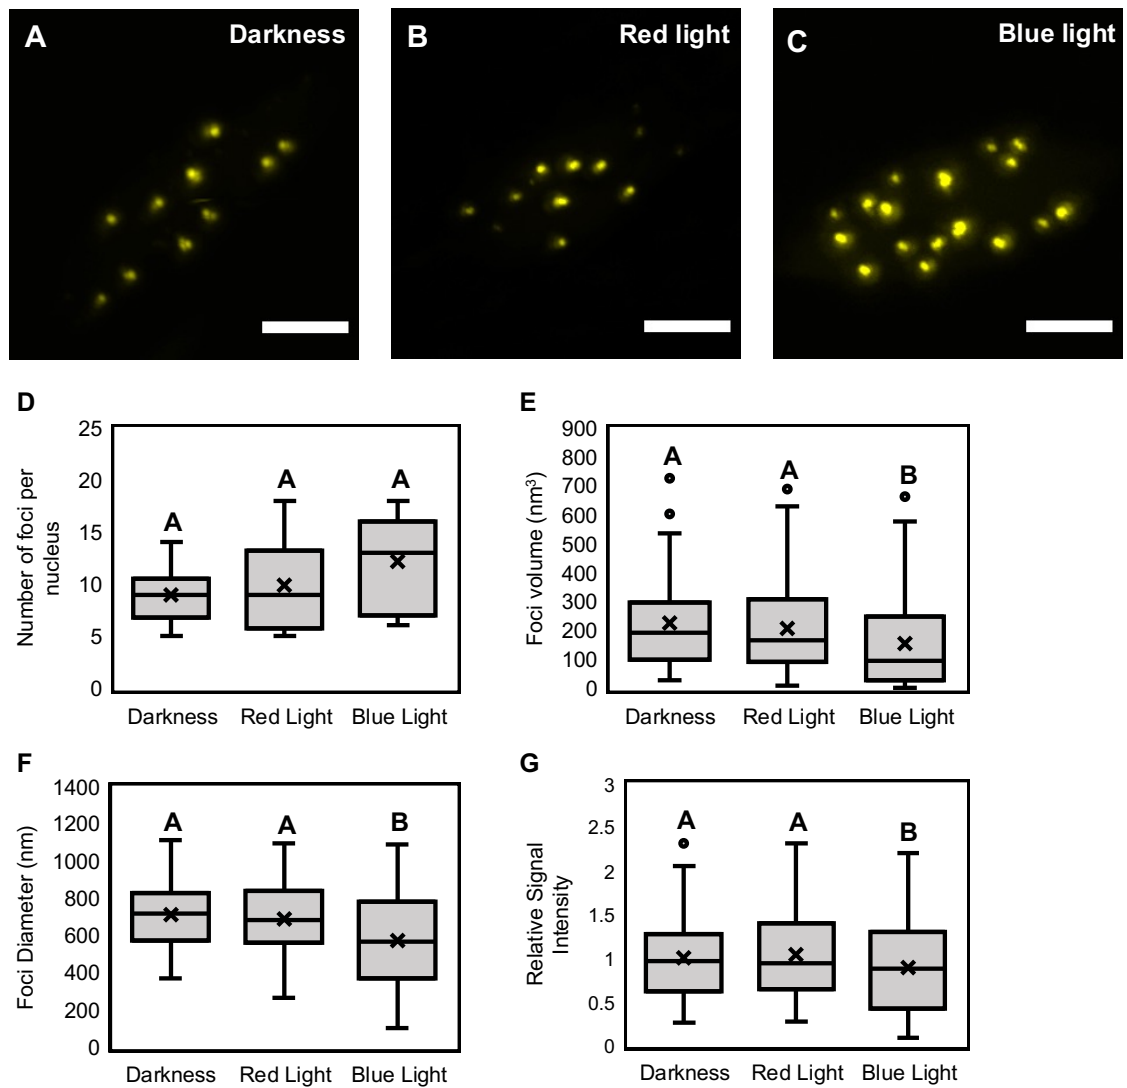 A
Darkness
B
Red light
C
Blue light
D
Number of foci per
nucleus
25
20
15
10
5
0
A
A
A
Darkness
Red Light
Blue Light
E
Foci volume (nm³)
900
800
700
600
500
400
300
200
100
0
A
A
B
Darkness
Red Light
Blue Light
F
Foci Diameter (nm)
1400
1200
1000
800
600
400
200
0
A
A
B
Darkness
Red Light
Blue Light
G
Relative Signal
Intensity
3
2.5
2
1.5
1
0.5
0
A
A
B
Darkness
Red Light
Blue Light